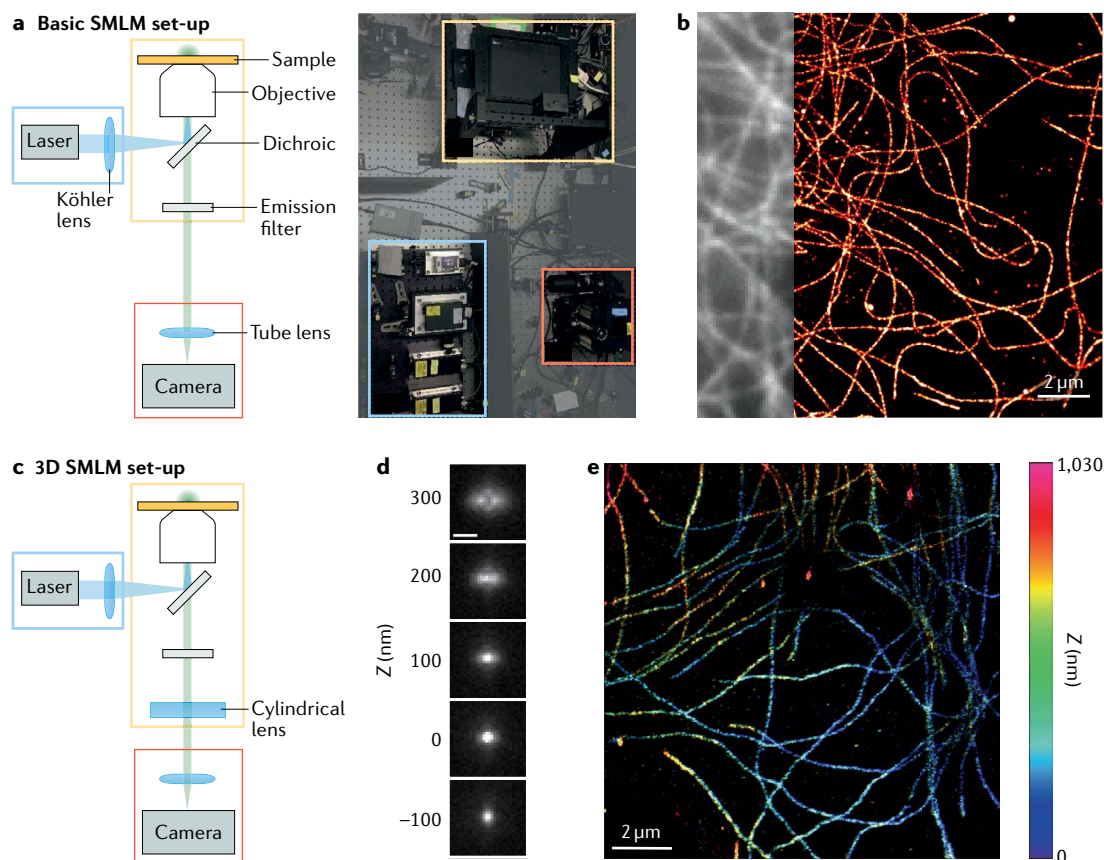 a Basic SMLM set-up
Sample
Objective
Laser
Dichroic
Köhler
lens
Emission
filter
Tube lens
Camera
b
2 µm
c 3D SMLM set-up
Laser
Cylindrical
lens
Camera
d
300
200
100
0
−100
Z (nm)
e
2 µm
1,030
Z (nm)
0